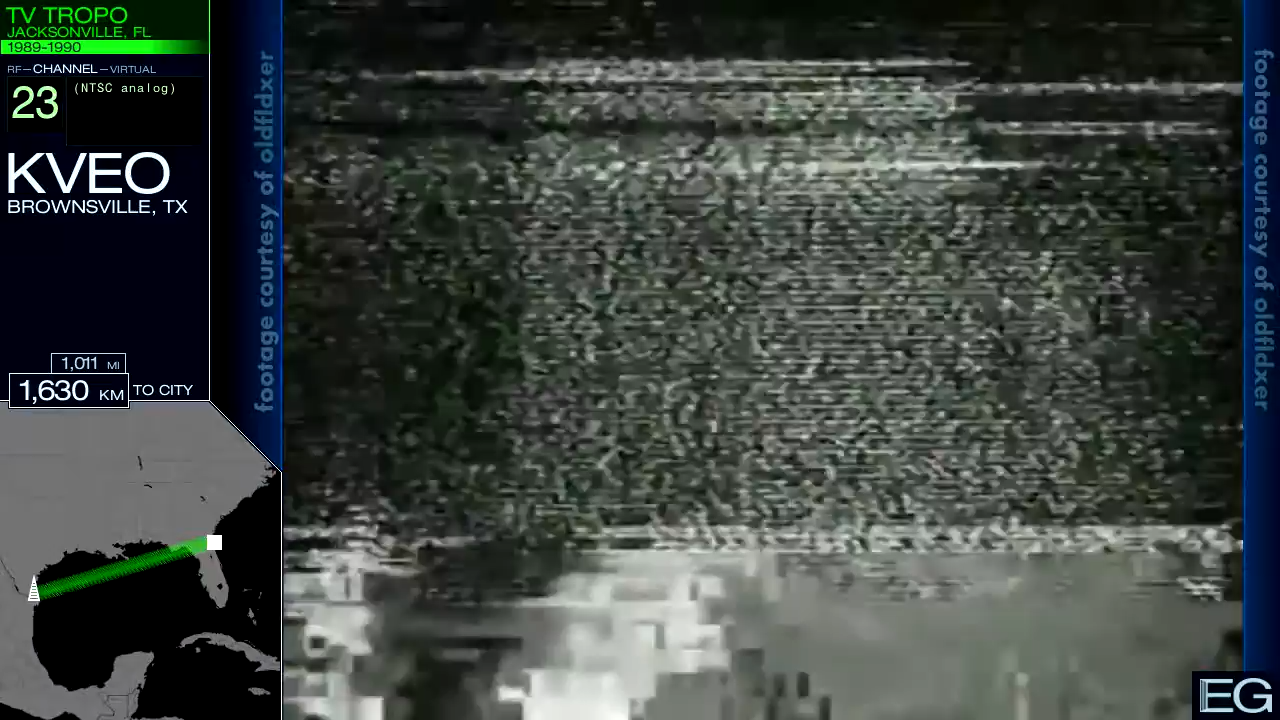 TV TROPO
JACKSONVILLE, FL
1989-1990
RF—CHANNEL—VIRTUAL
23
(NTSC analog)
KVEO
BROWNSVILLE, TX
1,011 MI
1,630 KM TO CITY
footage courtesy of oldfldxer
footage courtesy of oldfldxer
EG